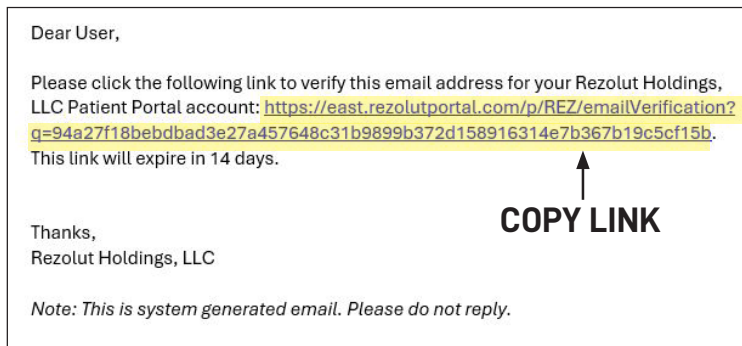 Dear User,
Please click the following link to verify this email address for your Rezolut Holdings,
LLC Patient Portal account: https://east.rezolutportal.com/p/REZ/emailVerification?
q=94a27f18bebdbad3e27a457648c31b9899b372d158916314e7b367b19c5cf15b.
This link will expire in 14 days.
COPY LINK
Thanks,
Rezolut Holdings, LLC
Note: This is system generated email. Please do not reply.